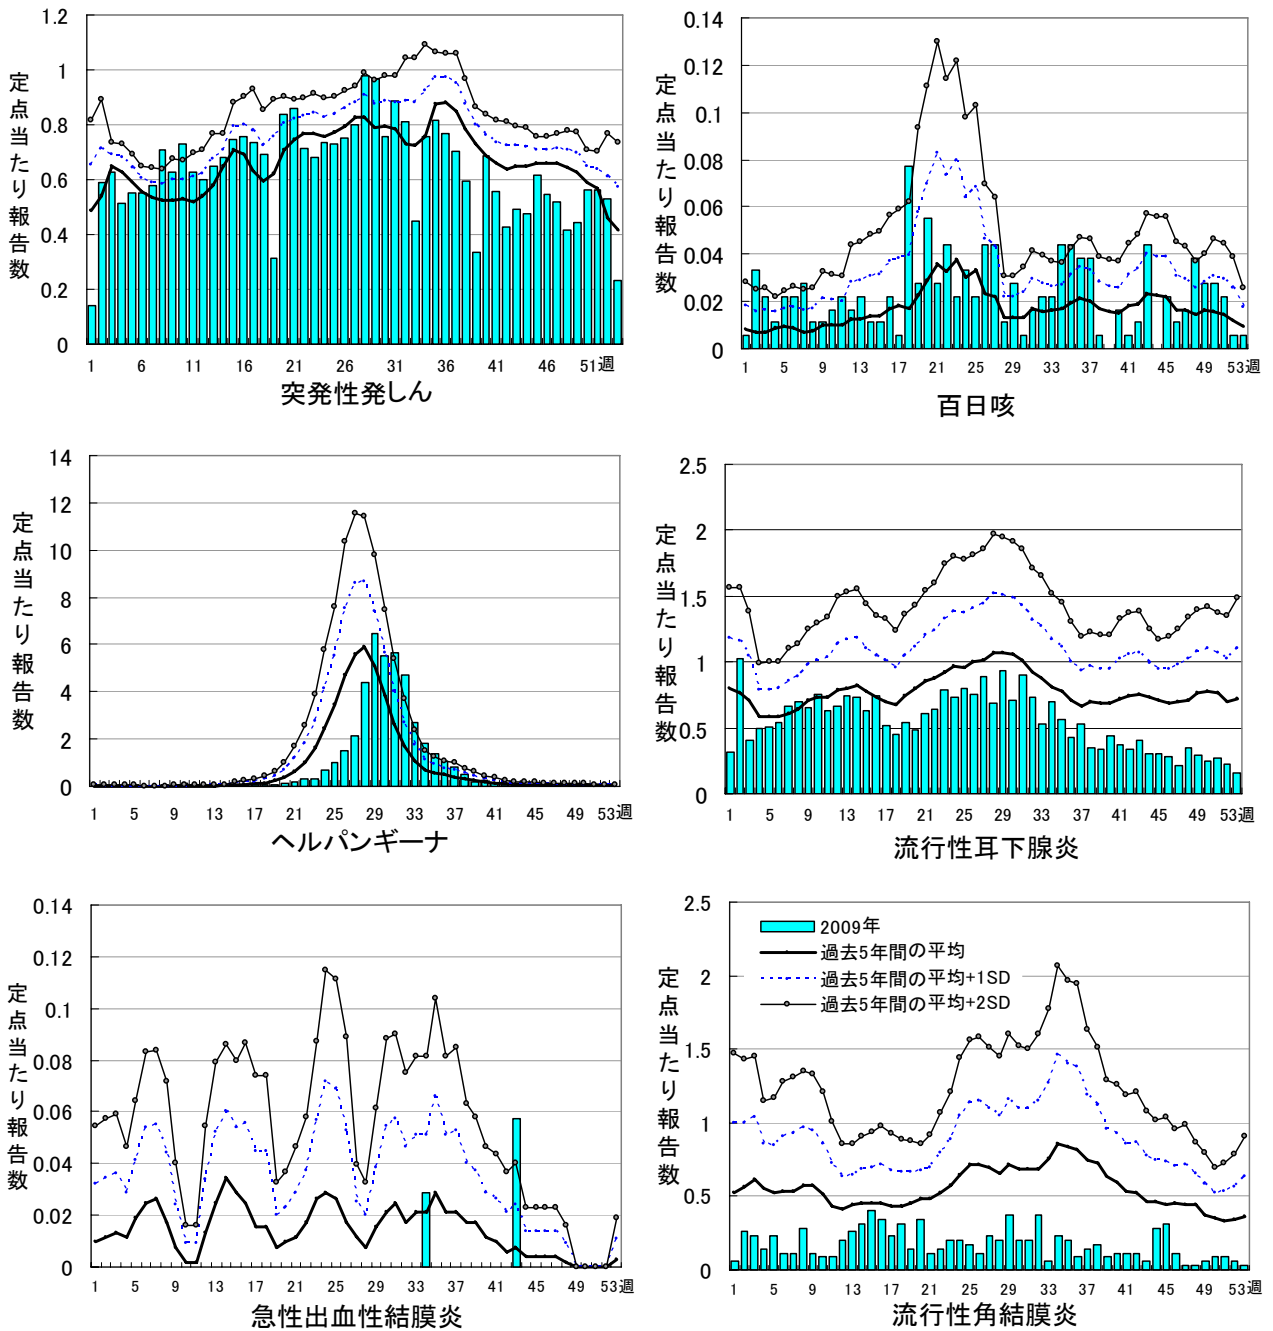 1.2
1
0.8
0.6
0.4
0.2
0
定点当たり報告数
1 6 11 16 21 26 31 36 41 46 51週
突発性発しん
0.14
0.12
0.1
0.08
0.06
0.04
0.02
0
定点当たり報告数
1 5 9 13 17 21 25 29 33 37 41 45 49 53週
百日咳
14
12
10
8
6
4
2
0
定点当たり報告数
1 5 9 13 17 21 25 29 33 37 41 45 49 53週
ヘルパンギーナ
2.5
2
1.5
1
0.5
0
定点当たり報告数
1 5 9 13 17 21 25 29 33 37 41 45 49 53週
流行性耳下腺炎
0.14
0.12
0.1
0.08
0.06
0.04
0.02
0
定点当たり報告数
1 5 9 13 17 21 25 29 33 37 41 45 49 53週
急性出血性結膜炎
2.5
2
1.5
1
0.5
0
定点当たり報告数
2009年
過去5年間の平均
過去5年間の平均+1SD
過去5年間の平均+2SD
1 5 9 13 17 21 25 29 33 37 41 45 49 53週
流行性角結膜炎